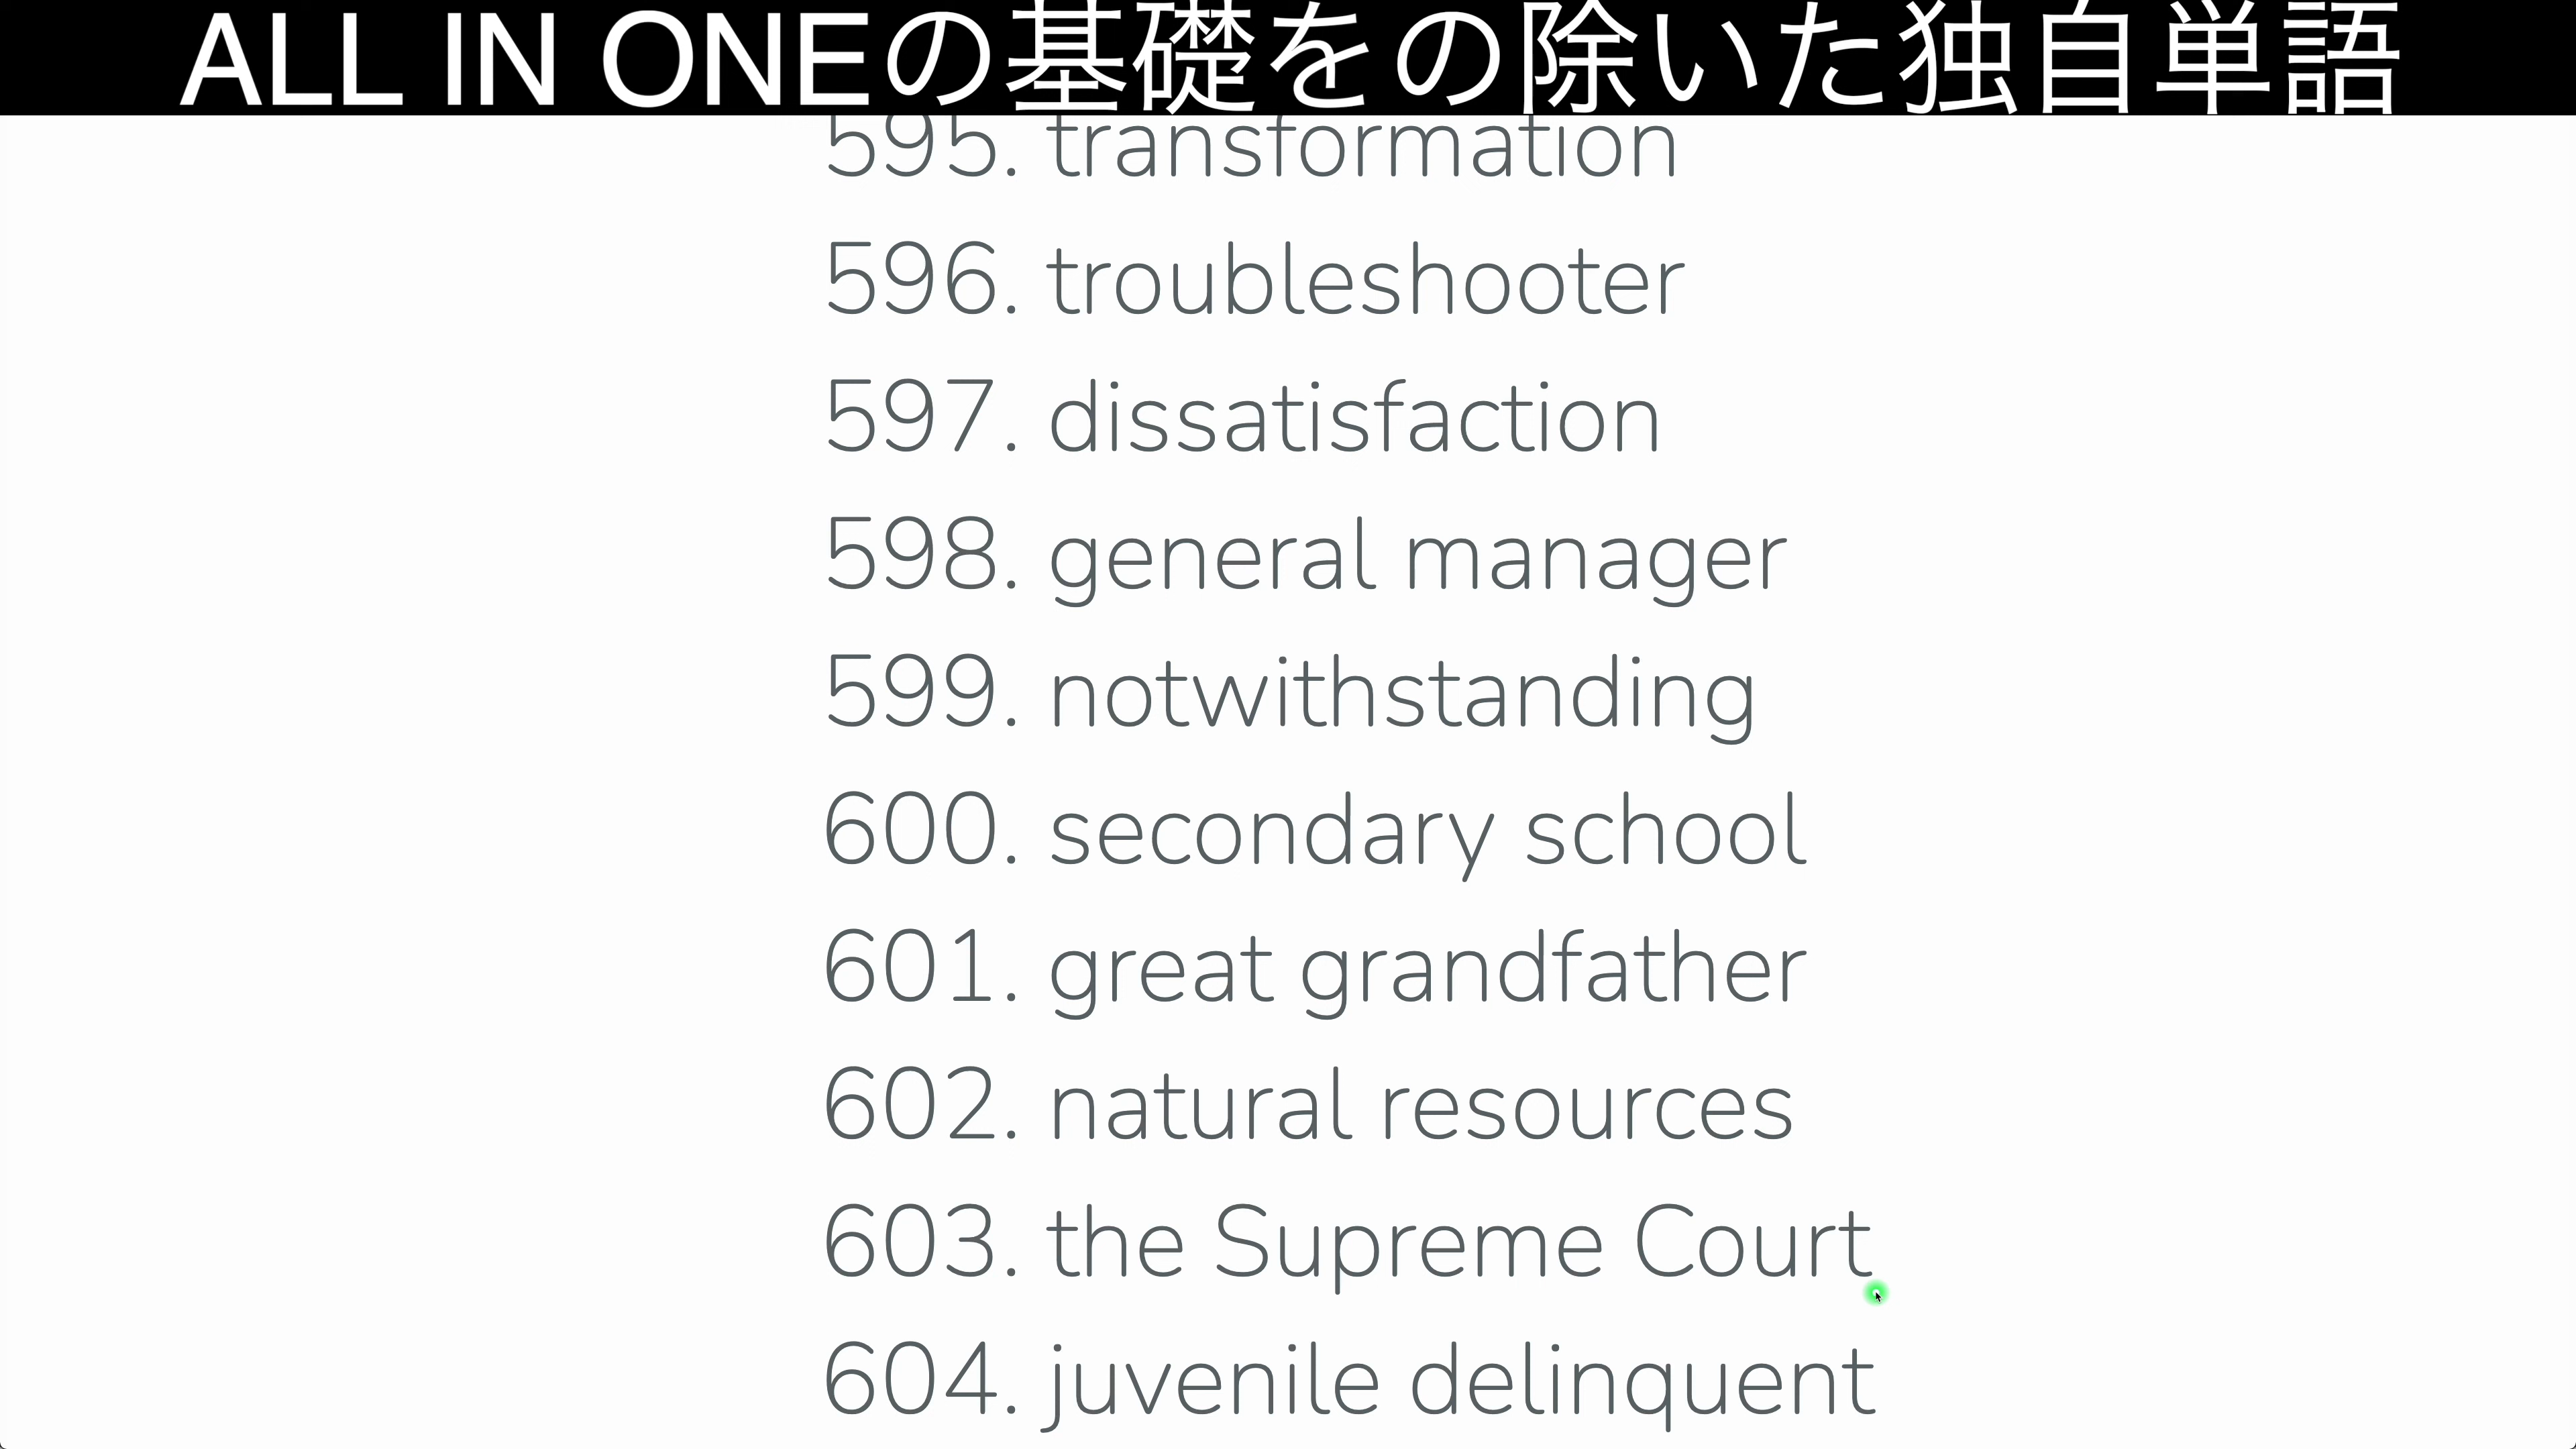 ALL IN ONEの基礎をの除いた独自単語
595. transformation
596. troubleshooter
597. dissatisfaction
598. general manager
599. notwithstanding
600. secondary school
601. great grandfather
602. natural resources
603. the Supreme Court
604. juvenile delinquent